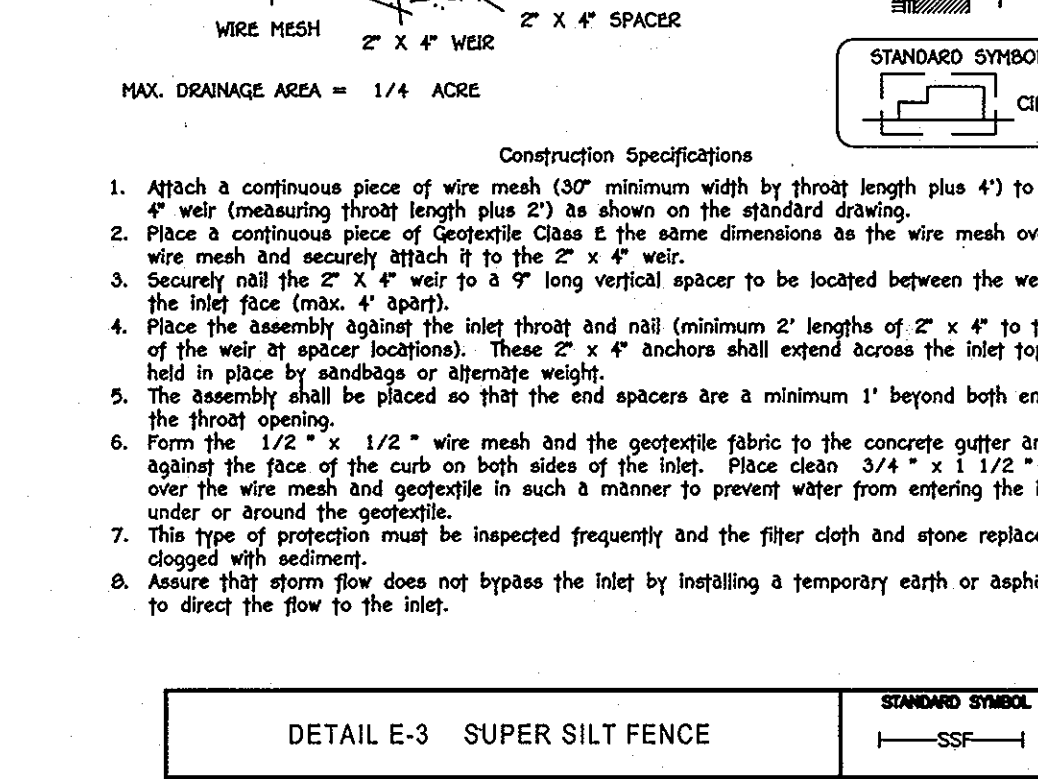 WIRE MESH
2" X 4" WEIR
2" X 4" SPACER
MAX. DRAINAGE AREA = 1/4 ACRE
STANDARD SYMBOL
Construction Specifications
1. Attach a continuous piece of wire mesh (30" minimum width by throat length plus 4') to
4" weir (measuring throat length plus 2') as shown on the standard drawing.
2. Place a continuous piece of Geotextile Class E the same dimensions as the wire mesh
wire mesh and securely attach it to the 2" x 4" weir.
3. Securely nail the 2" X 4" weir to a 9" long vertical spacer to be located between the
the inlet face (max. 4' apart).
4. Place the assembly against the inlet throat and nail (minimum 2' lengths of 2" x 4" to
of the weir at spacer locations). These 2" x 4" anchors shall extend across the inlet
held in place by sandbags or alternate weight.
5. The assembly shall be placed so that the end spacers are a minimum 1' beyond both
the throat opening.
6. Form the 1/2 " x 1/2 " wire mesh and the geotextile fabric to the concrete gutter
against the face of the curb on both sides of the inlet. Place clean 3/4 " x 1 1/2 "
over the wire mesh and geotextile in such a manner to prevent water from entering the
under or around the geotextile.
7. This type of protection must be inspected frequently and the filter cloth and stone
clogged with sediment.
8. Assure that storm flow does not bypass the inlet by installing a temporary earth or
to direct the flow to the inlet.
DETAIL E-3 SUPER SILT FENCE
STANDARD SYMBOL
SSF